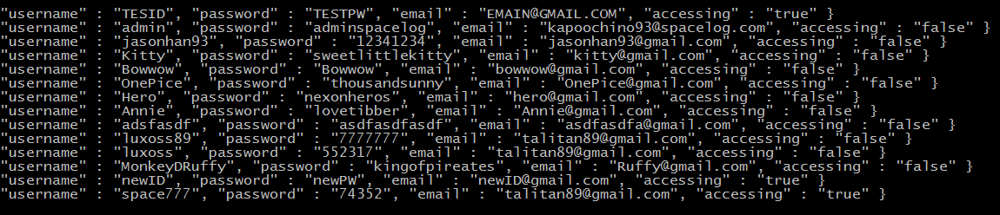 "username" : "TESID", "password" : "TESTPW", "email" : "EMAIN@GMAIL.COM", "accessing" : "true" }
"username" : "admin", "password" : "adminspacelog", "email" : "kapoochino93@spacelog.com", "accessing" : "false" }
"username" : "jasonhan93", "password" : "12341234", "email" : "jasonhan93@gmail.com", "accessing" : "false" }
"username" : "Kitty", "password" : "sweetlittlekitty", "email" : "kitty@gmail.com", "accessing" : "false" }
"username" : "Bowwow", "password" : "Bowwow", "email" : "bowwow@gmail.com", "accessing" : "false" }
"username" : "OnePice", "password" : "thousandsunny", "email" : "OnePice@gmail.com", "accessing" : "false" }
"username" : "Hero", "password" : "nexonheros", "email" : "hero@gmail.com", "accessing" : "false" }
"username" : "Annie", "password" : "lovetibber", "email" : "Annie@gmail.com", "accessing" : "false" }
"username" : "adsfasdf", "password" : "asdfasdfasdf", "email" : "asdfasdfa@gmail.com", "accessing" : "false" }
"username" : "luxoss89", "password" : "7777777", "email" : "talitan89@gmail.com", "accessing" : "false" }
"username" : "luxoss", "password" : "552317", "email" : "talitan89@gmail.com", "accessing" : "false" }
"username" : "MonkeyDRuffy", "password" : "kingofpireates", "email" : "Ruffy@gmail.com", "accessing" : "false" }
"username" : "newID", "password" : "newPW", "email" : "newID@gmail.com", "accessing" : "true" }
"username" : "space777", "password" : "74352", "email" : "talitan89@gmail.com", "accessing" : "true" }